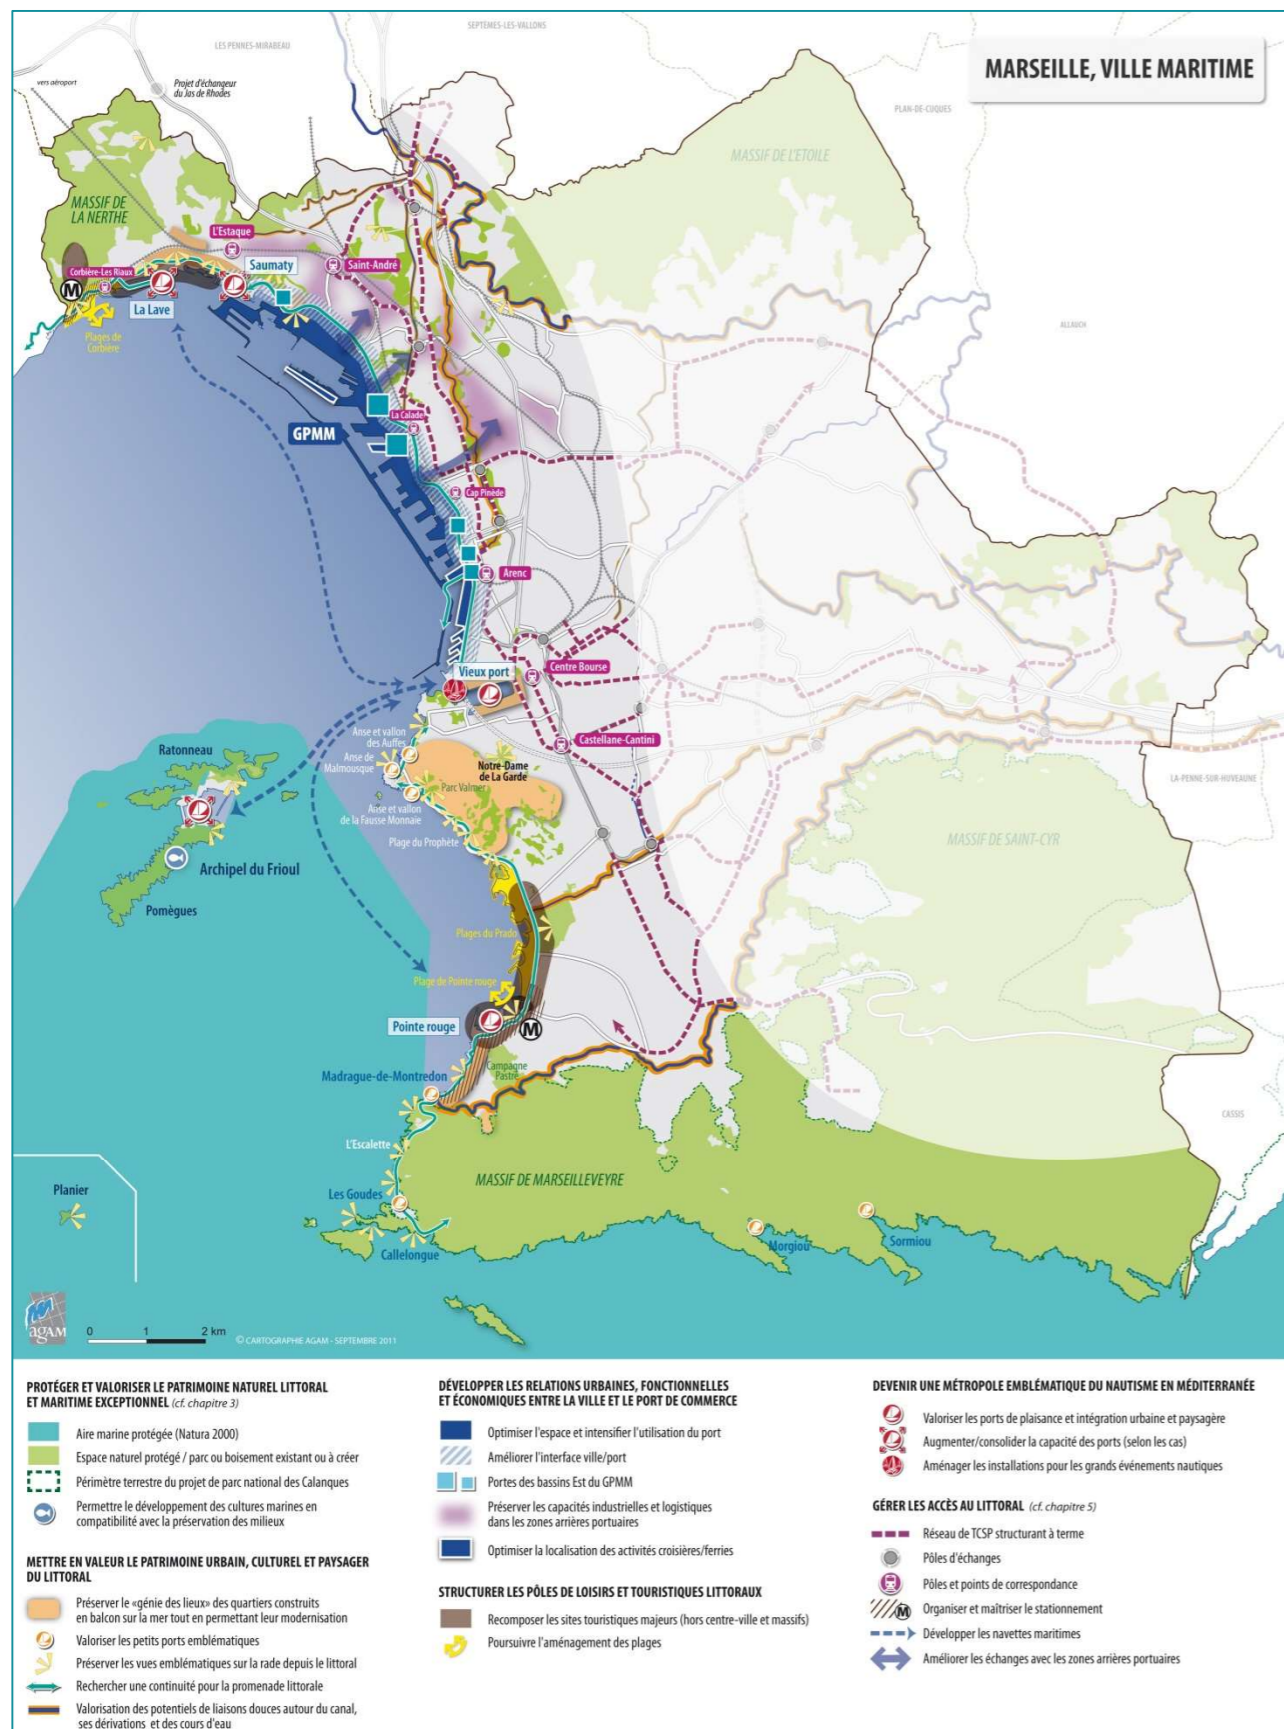 SEPTEMES-LES-VALLONS
LES PENNES-MIRABEAU
MARSEILLE, VILLE MARITIME
vers aéroport
Projet d'échangeur
du Jas de Rhodes
PLAN-DE-CUQUES
MASSIF DE L'ETOILE
MASSIF DE
LA NERTHE
L'Estaque
Saint-André
Saumaty
Corbière-Les Riaux
M
La Lave
Plages de
Corbière
ALLAUCH
La Calade
GPMM
Cap Pinède
Arenc
Vieux port
Centre Bourse
Anse et vallon
des Auffes
Castellane-Cantini
Ratonneau
Anse de
Malmousque
Notre-Dame
de La Garde
Parc Valmer
LA-PENNE-SUR-HUVEAUNE
Anse et vallon
de la Fausse Monnaie
Plage du Prophète
MASSIF DE SAINT-CYR
Archipel du Frioul
Pomègues
Plages du Prado
Plage de Pointe rouge
Pointe rouge
M
Campagne
Pastré
Madrague-de-Montredon
CASSIS
L'Escalette
MASSIF DE MARSEILLEVEYRE
Planier
Les Goudes
Callelongue
Morgiou
Sormiou
agAM
0 1 2 km
© CARTOGRAPHIE AGAM - SEPTEMBRE 2011
PROTÉGER ET VALORISER LE PATRIMOINE NATUREL LITTORAL
ET MARITIME EXCEPTIONNEL (cf. chapitre 3)
Aire marine protégée (Natura 2000)
Espace naturel protégé / parc ou boisement existant ou à créer
Périmètre terrestre du projet de parc national des Calanques
Permettre le développement des cultures marines en
compatibilité avec la préservation des milieux
METTRE EN VALEUR LE PATRIMOINE URBAIN, CULTUREL ET PAYSAGER
DU LITTORAL
Préserver le «génie des lieux» des quartiers construits
en balcon sur la mer tout en permettant leur modernisation
Valoriser les petits ports emblématiques
Préserver les vues emblématiques sur la rade depuis le littoral
Rechercher une continuité pour la promenade littorale
Valorisation des potentiels de liaisons douces autour du canal,
ses dérivations et des cours d'eau
DÉVELOPPER LES RELATIONS URBAINES, FONCTIONNELLES
ET ÉCONOMIQUES ENTRE LA VILLE ET LE PORT DE COMMERCE
Optimiser l'espace et intensifier l'utilisation du port
Améliorer l'interface ville/port
Portes des bassins Est du GPMM
Préserver les capacités industrielles et logistiques
dans les zones arrières portuaires
Optimiser la localisation des activités croisières/ferries
STRUCTURER LES PÔLES DE LOISIRS ET TOURISTIQUES LITTORAUX
Recomposer les sites touristiques majeurs (hors centre-ville et massifs)
Poursuivre l'aménagement des plages
DEVENIR UNE MÉTROPOLE EMBLÉMATIQUE DU NAUTISME EN MÉDITERRANÉE
Valoriser les ports de plaisance et intégration urbaine et paysagère
Augmenter/consolider la capacité des ports (selon les cas)
Aménager les installations pour les grands événements nautiques
GÉRER LES ACCÈS AU LITTORAL (cf. chapitre 5)
Réseau de TCSP structurant à terme
Pôles d'échanges
Pôles et points de correspondance
M Organiser et maîtriser le stationnement
Développer les navettes maritimes
Améliorer les échanges avec les zones arrières portuaires